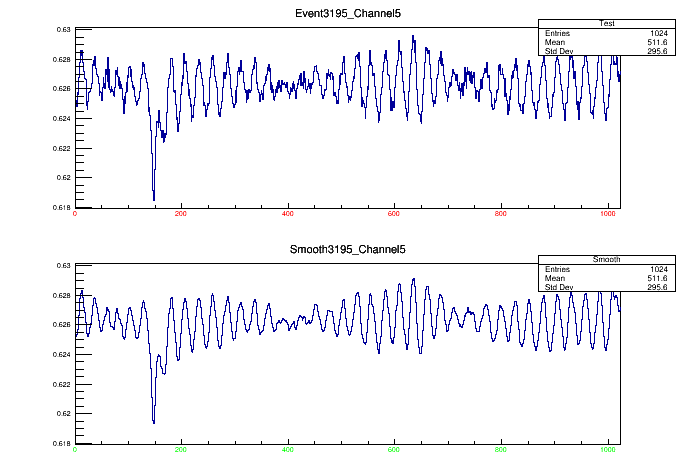 Event3195_Channel5
Test
Entries 1024
Mean 511.6
Std Dev 295.6
0.63
0.628
0.626
0.624
0.622
0.62
0.618
0 200 400 600 800 1000
Smooth3195_Channel5
Smooth
Entries 1024
Mean 511.6
Std Dev 295.6
0.63
0.628
0.626
0.624
0.622
0.62
0.618
0 200 400 600 800 1000